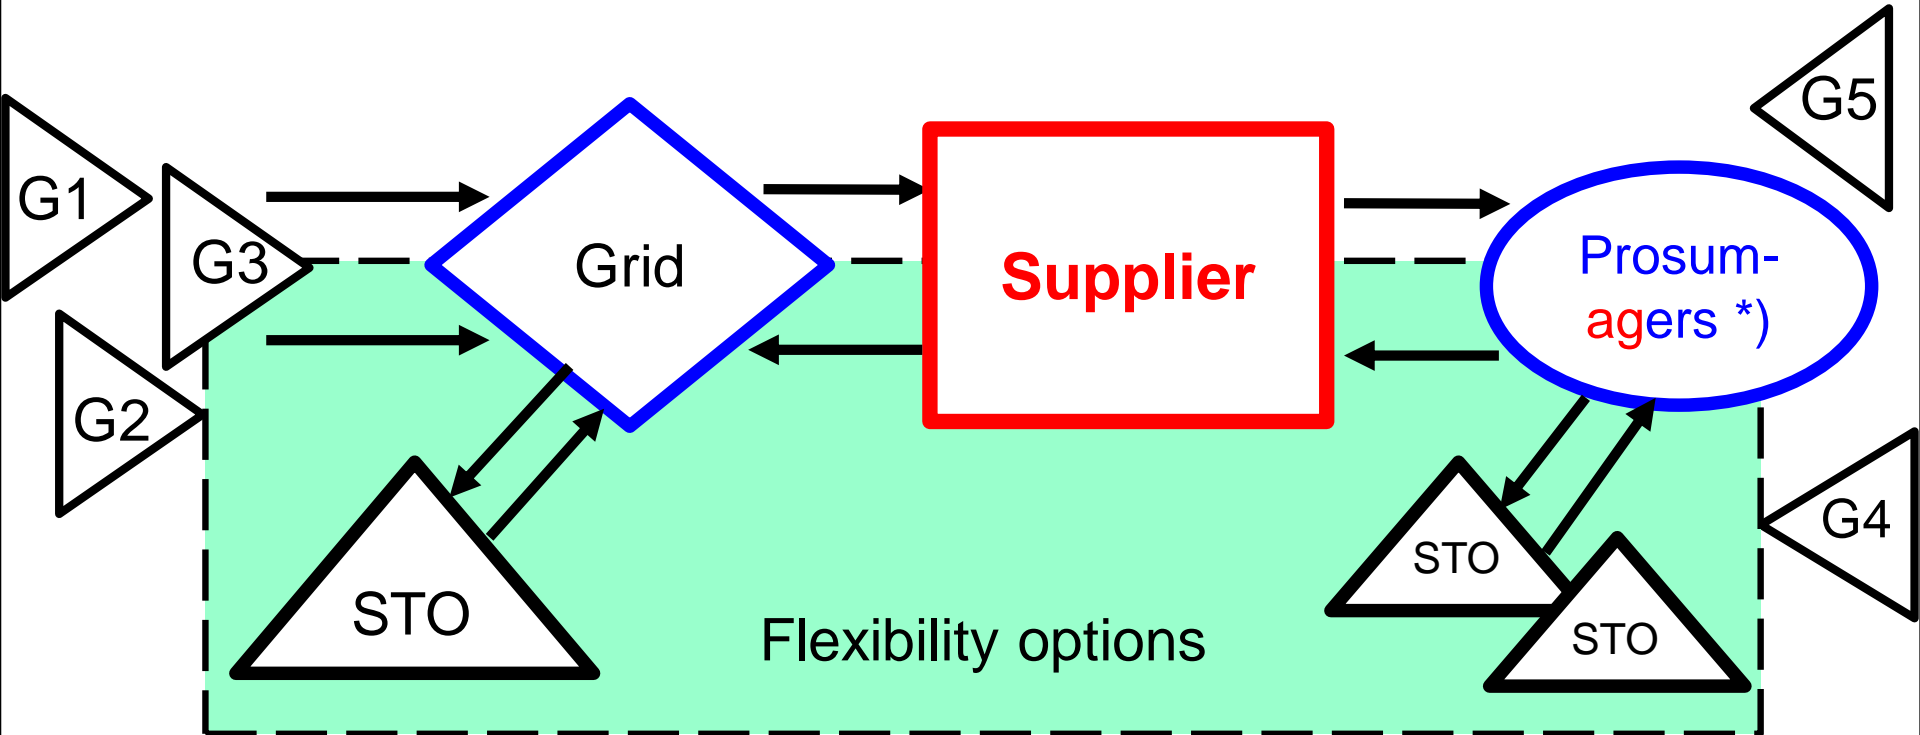 G1
G3
G2
Grid
Supplier
Prosum-
agers *)
G5
G4
STO
STO
STO
Flexibility options